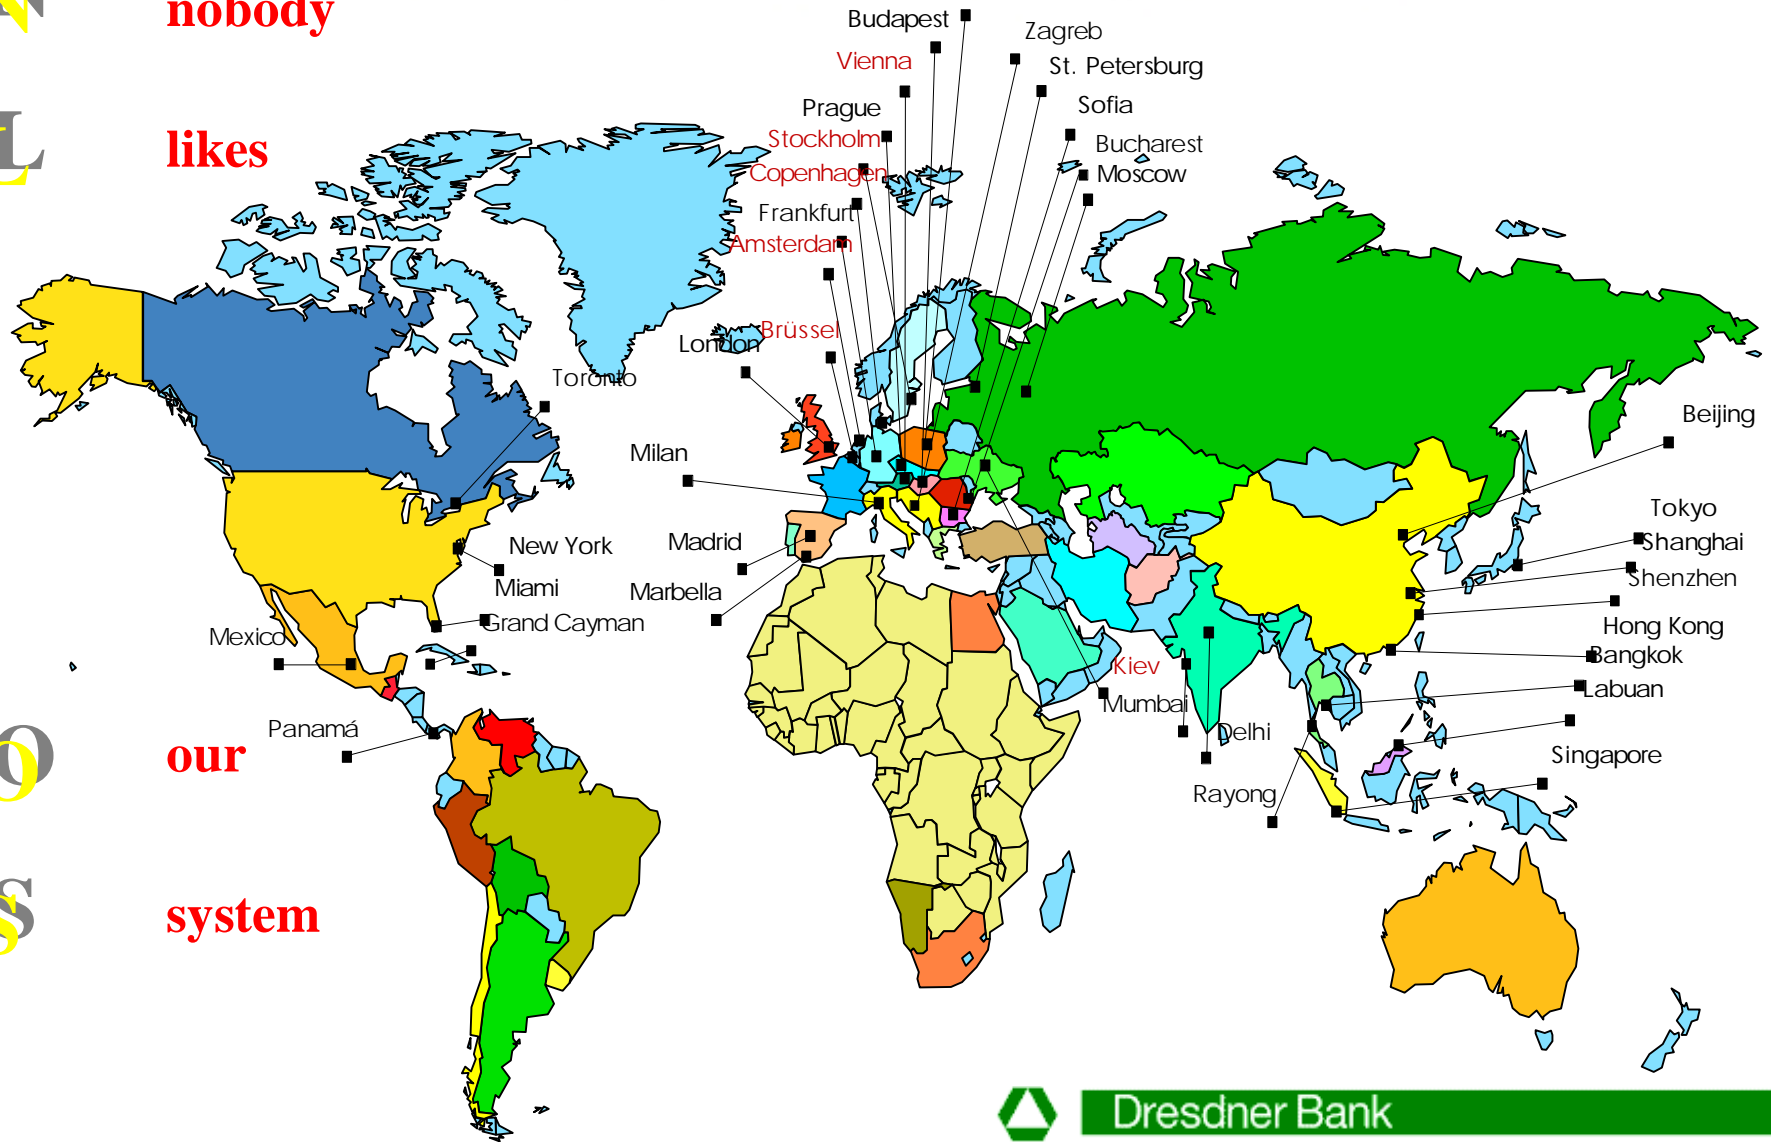 N nobody
L likes
O our
S system
Budapest
Vienna
Prague
Stockholm
Copenhagen
Frankfurt
Amsterdam
Brüssel
London
Zagreb
St. Petersburg
Sofia
Bucharest
Moscow
Toronto
Milan
Madrid
Marbella
New York
Miami
Grand Cayman
Mexico
Panamá
Beijing
Tokyo
Shanghai
Shenzhen
Hong Kong
Bangkok
Labuan
Singapore
Kiev
Mumbai
Delhi
Rayong
Dresdner Bank